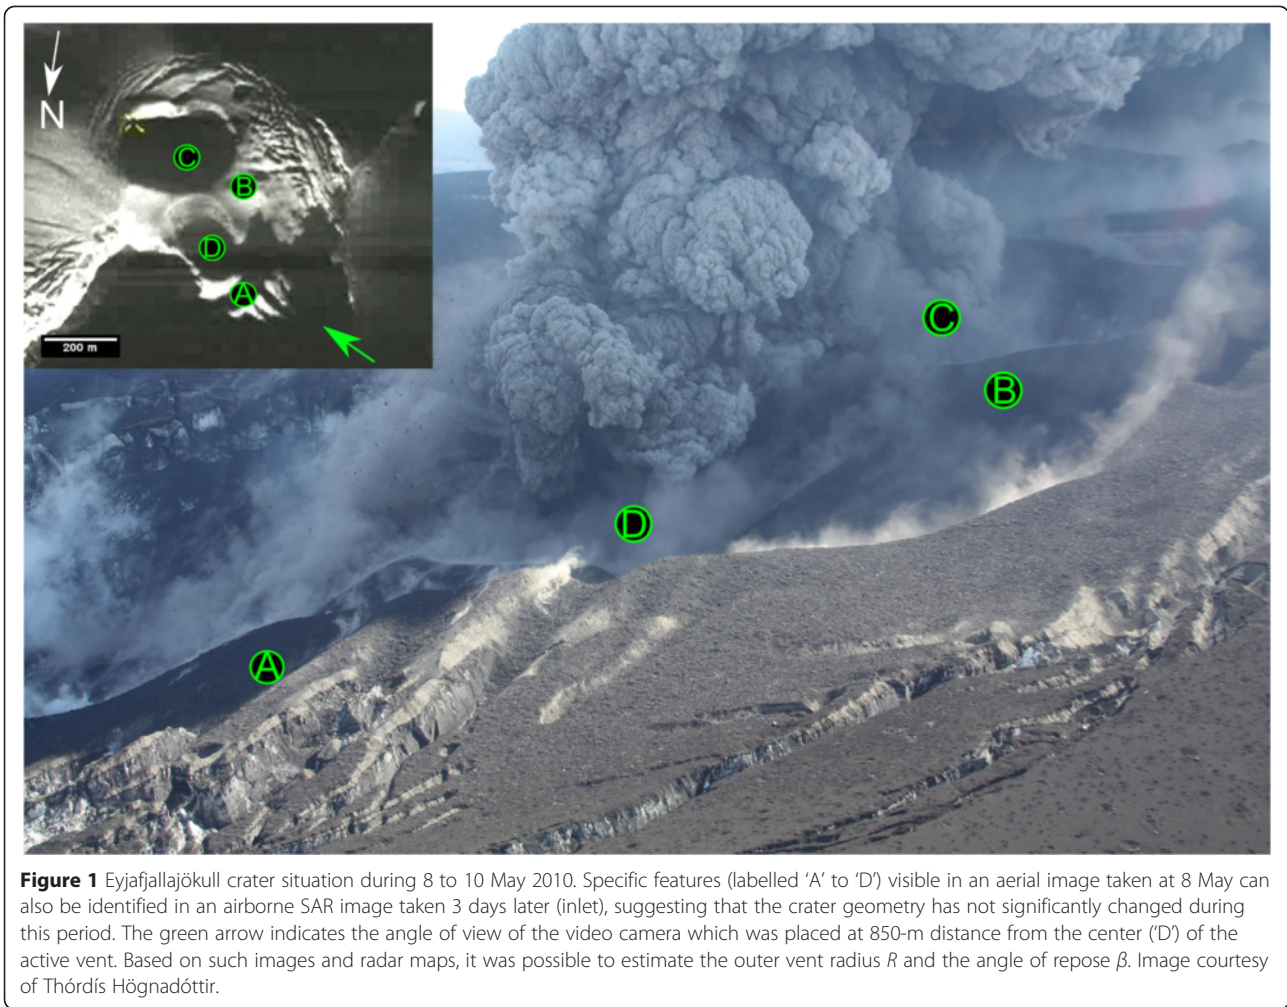 N
C
B
D
A
200 m
C
B
D
A
Figure 1 Eyjafjallajökull crater situation during 8 to 10 May 2010. Specific features (labelled ‘A’ to ‘D’) visible in an aerial image taken at 8 May can
also be identified in an airborne SAR image taken 3 days later (inlet), suggesting that the crater geometry has not significantly changed during
this period. The green arrow indicates the angle of view of the video camera which was placed at 850-m distance from the center (‘D’) of the
active vent. Based on such images and radar maps, it was possible to estimate the outer vent radius R and the angle of repose β. Image courtesy
of Thórdís Högnadóttir.